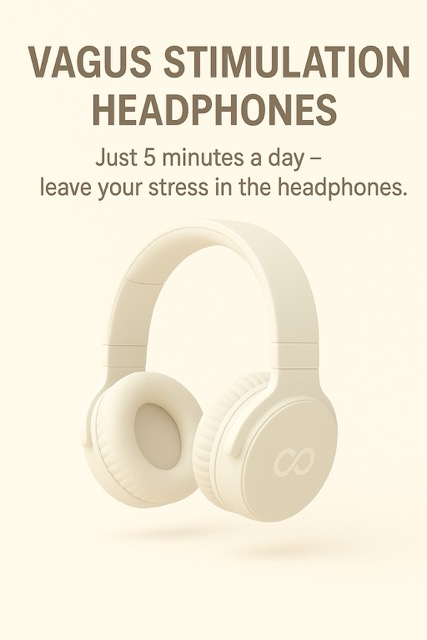 VAGUS STIMULATION
HEADPHONES
Just 5 minutes a day –
leave your stress in the headphones.